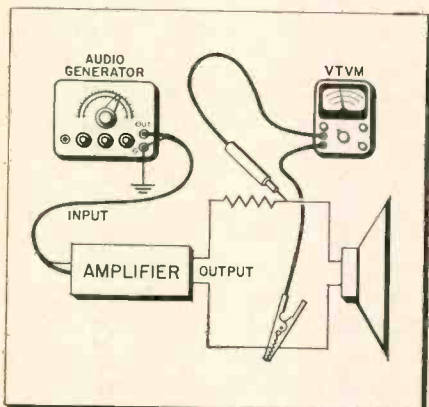 AUDIO
GENERATOR
VTVM
OUT
INPUT
AMPLIFIER
OUTPUT